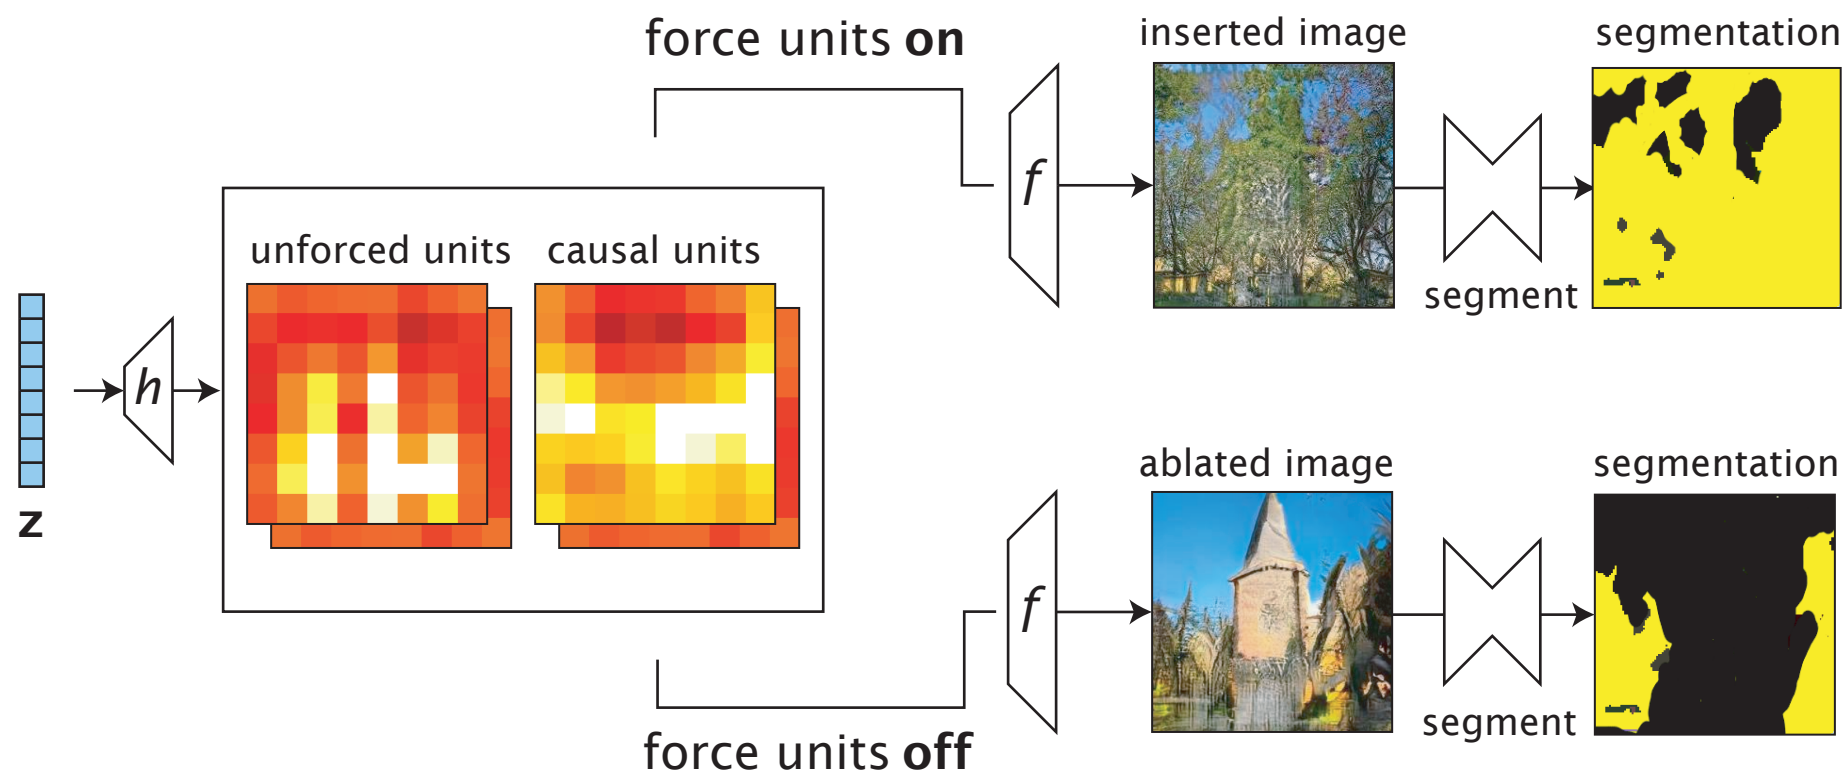 force units on
inserted image
segmentation
f
segment
unforced units
causal units
h
z
ablated image
segmentation
f
segment
force units off